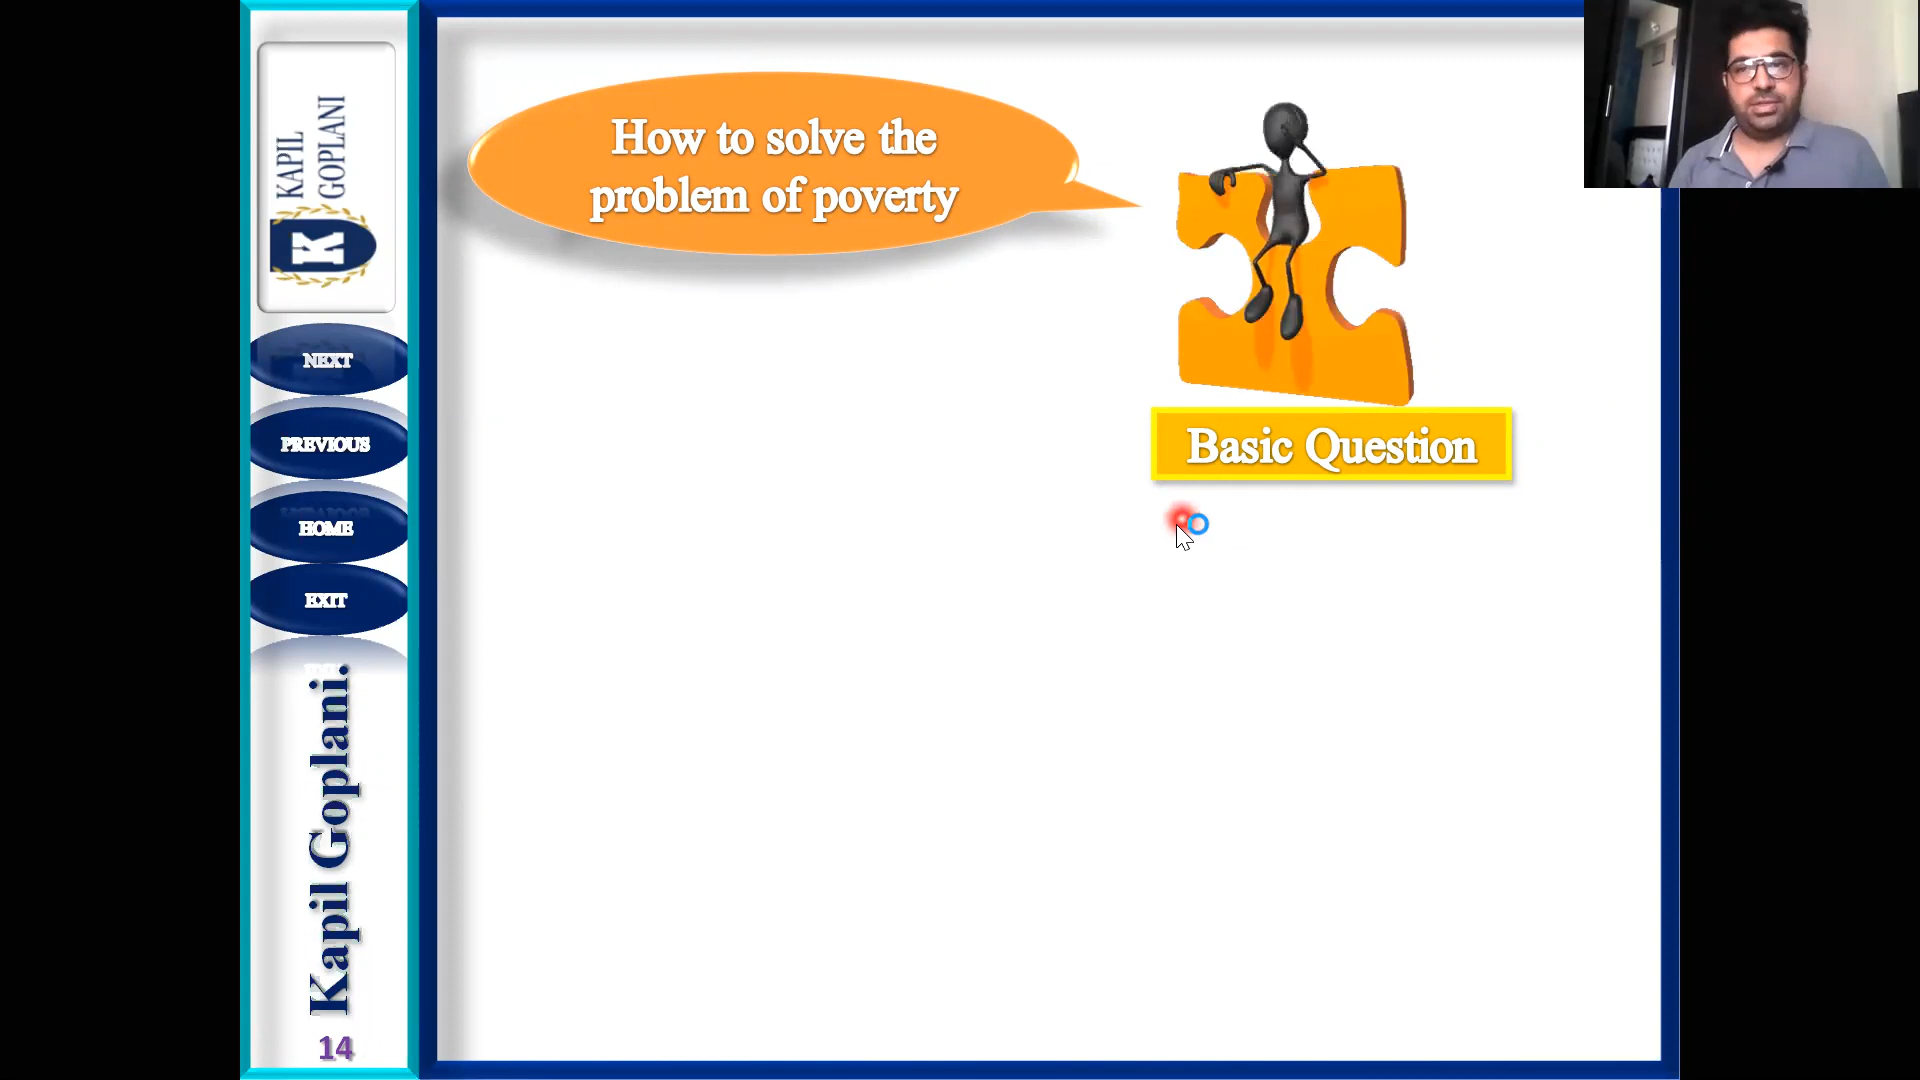 KAPIL
GOPLANI
K
NEXT
PREVIOUS
HOME
EXIT
Kapil Goplani.
14
How to solve the
problem of poverty
Basic Question